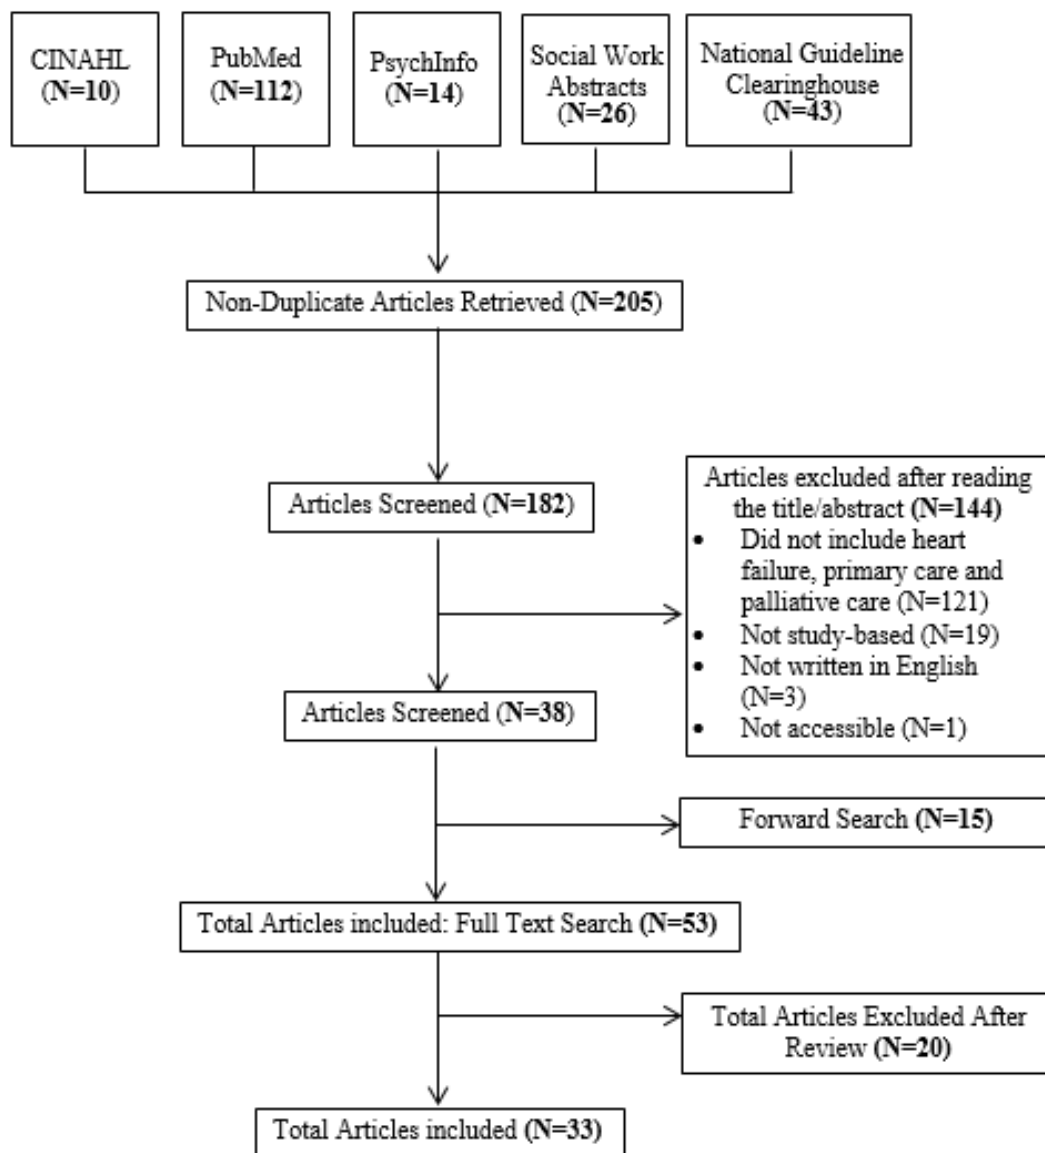 CINAHL
(N=10)
PubMed
(N=112)
PsychInfo
(N=14)
Social Work
Abstracts
(N=26)
National Guideline
Clearinghouse
(N=43)
Non-Duplicate Articles Retrieved (N=205)
Articles Screened (N=182)
Articles excluded after reading
the title/abstract (N=144)
• Did not include heart
failure, primary care and
palliative care (N=121)
• Not study-based (N=19)
• Not written in English
(N=3)
• Not accessible (N=1)
Articles Screened (N=38)
Forward Search (N=15)
Total Articles included: Full Text Search (N=53)
Total Articles Excluded After
Review (N=20)
Total Articles included (N=33)